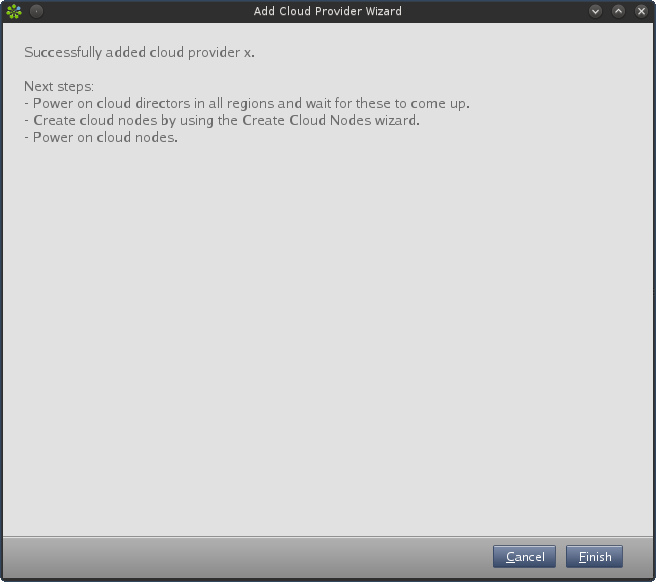 Add Cloud Provider Wizard
Successfully added cloud provider x.
Next steps:
- Power on cloud directors in all regions and wait for these to come up.
- Create cloud nodes by using the Create Cloud Nodes wizard.
- Power on cloud nodes.
Cancel
Finish